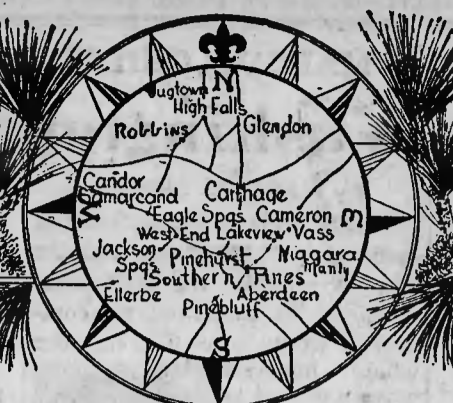 N
Jugtown
High Falls
Robbins Glendon
Candor
Samarcand Carthage
W Eagle Spgs. Cameron E
West End Lakeview Vass
Jackson Spgs. Pinehurst Niagara
Manly
Southern Pines
Ellerbe Aberdeen
Pinebluff
S